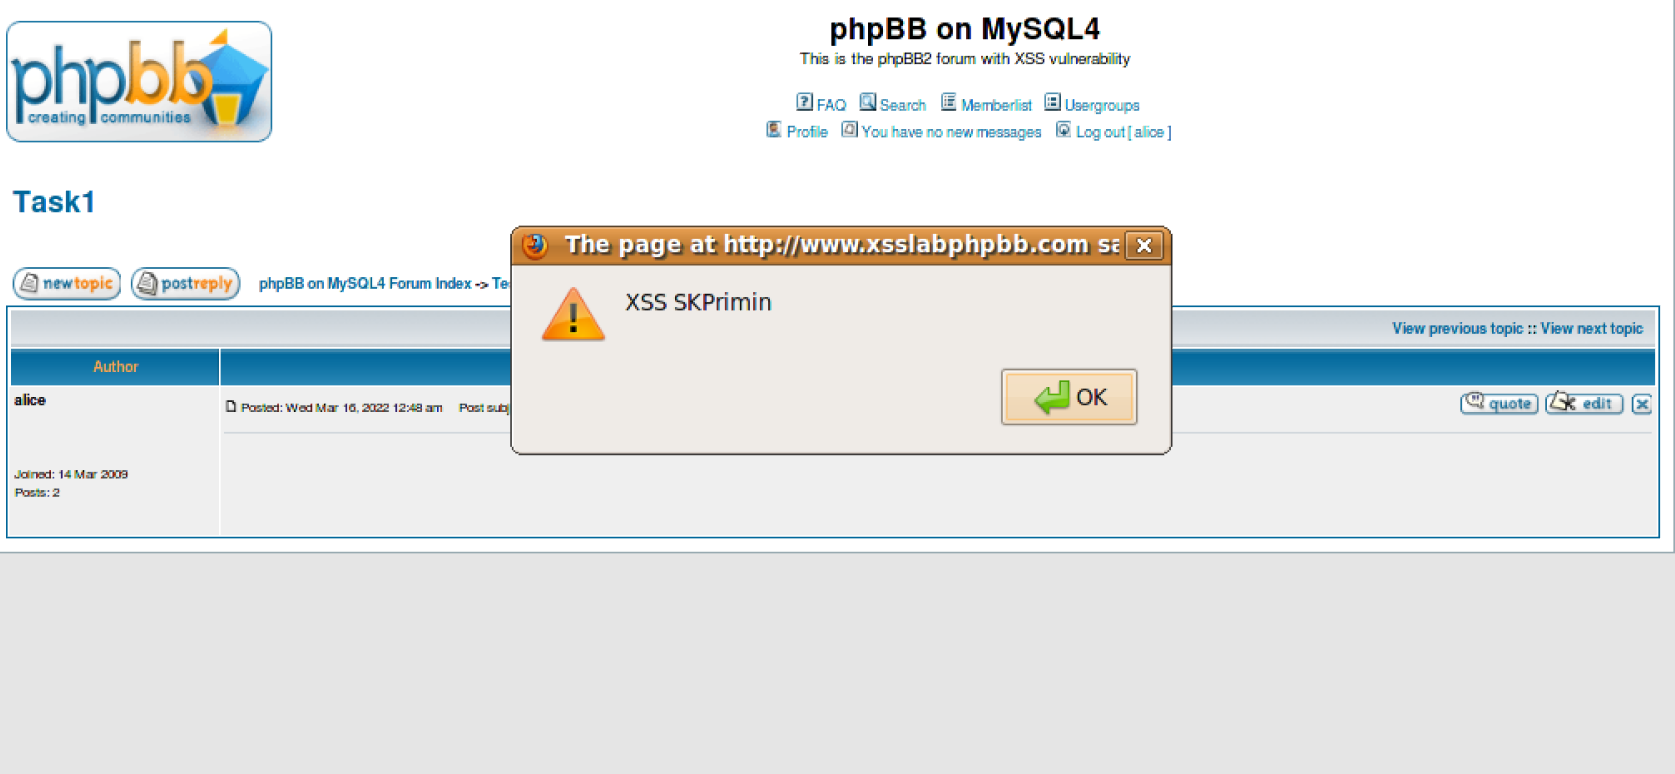 phpbb
creating communities
phpBB on MySQL4
This is the phpBB2 forum with XSS vulnerability
FAQ Search Memberlist Usergroups
Profile You have no new messages Log out [ alice ]
Task1
The page at http://www.xsslabphpbb.com sa
XSS SKPrimin
OK
newtopic postreply phpBB on MySQL4 Forum Index -> Te
View previous topic :: View next topic
Author
alice
Posted: Wed Mar 16, 2022 12:48 am Post subj
quote edit
Joined: 14 Mar 2009
Posts: 2